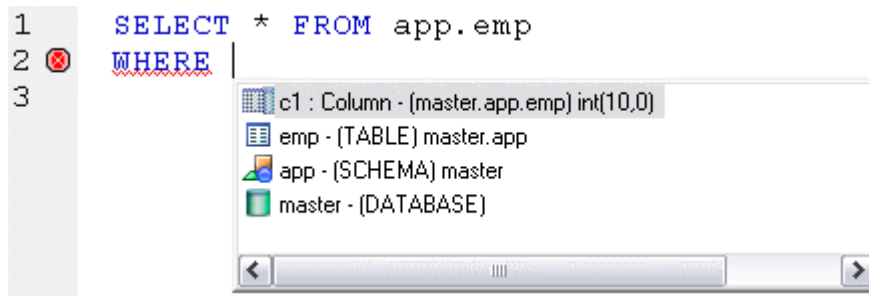 1 SELECT * FROM app.emp
2 WHERE
3
c1 : Column - (master.app.emp) int(10,0)
emp - (TABLE) master.app
app - (SCHEMA) master
master - (DATABASE)